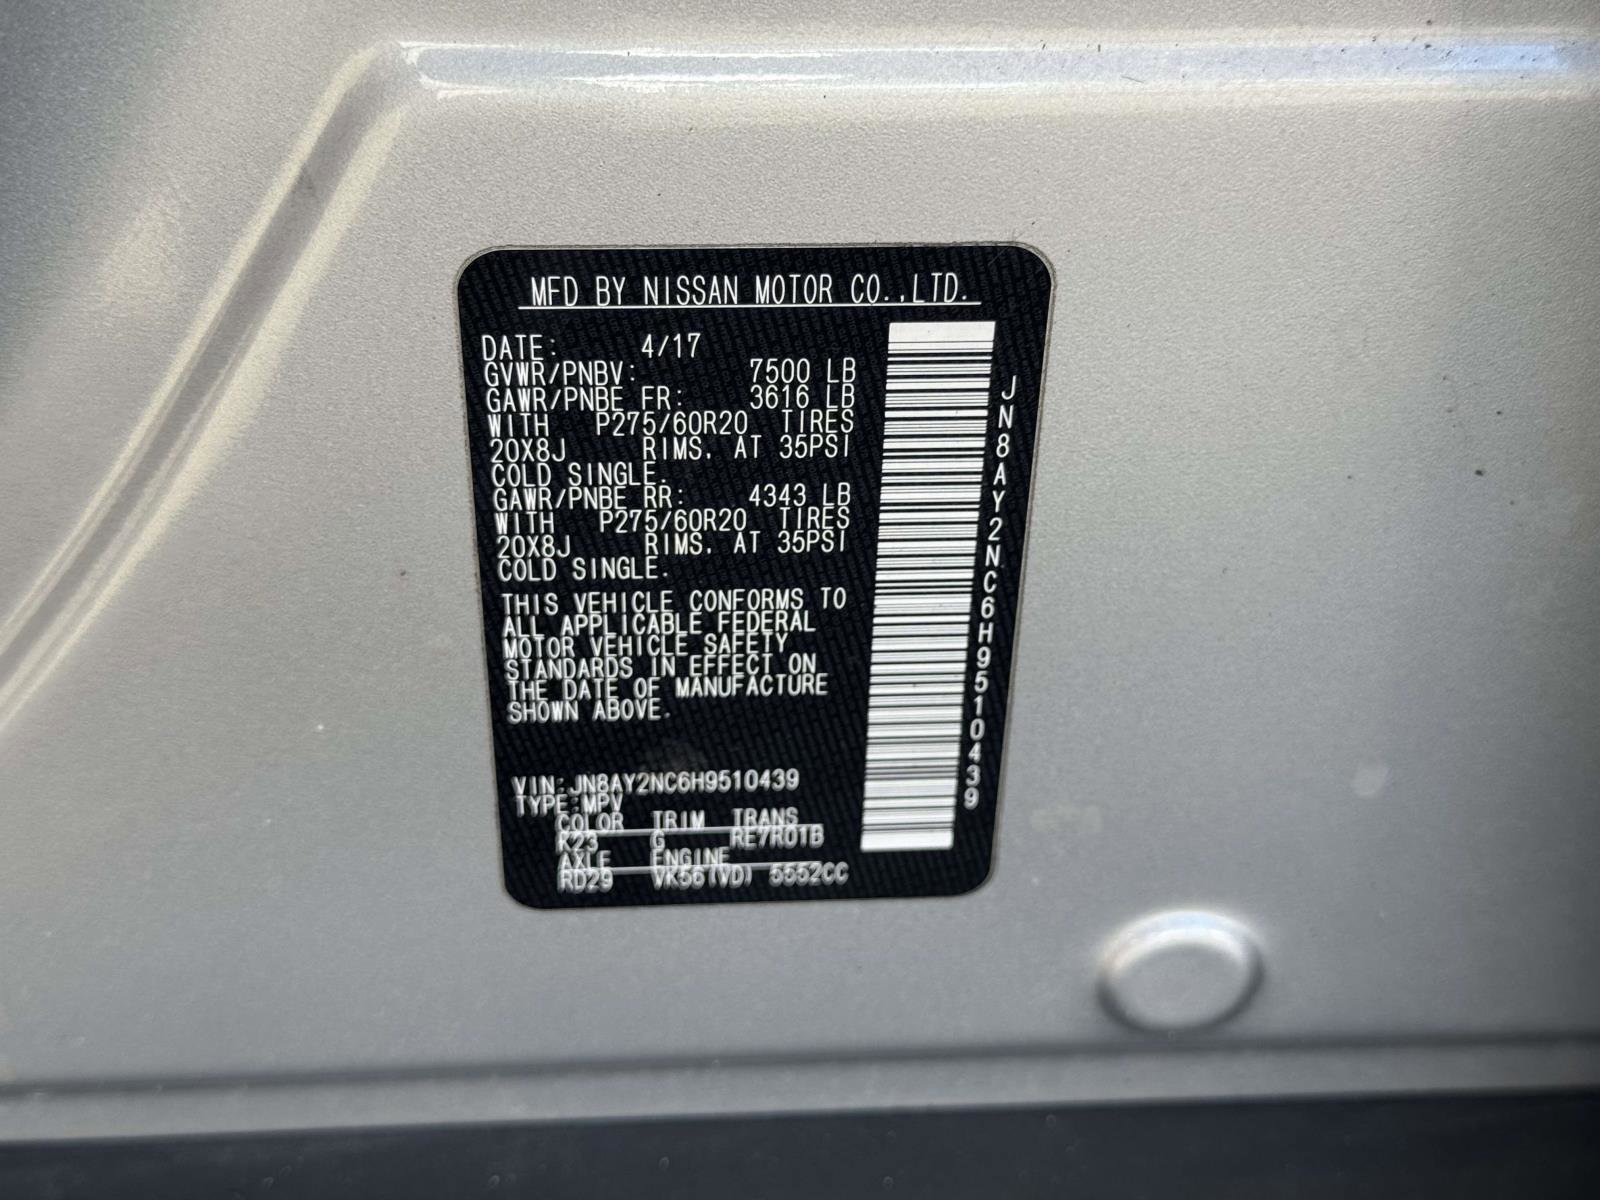 MFD BY NISSAN MOTOR CO.,LTD.
DATE: 4/17
GVWR/PNBV: 7500 LB
GAWR/PNBE FR: 3616 LB
WITH P275/60R20 TIRES
20X8J RIMS. AT 35PSI
COLD SINGLE.
GAWR/PNBE RR: 4343 LB
WITH P275/60R20 TIRES
20X8J RIMS. AT 35PSI
COLD SINGLE.
THIS VEHICLE CONFORMS TO
ALL APPLICABLE FEDERAL
MOTOR VEHICLE SAFETY
STANDARDS IN EFFECT ON
THE DATE OF MANUFACTURE
SHOWN ABOVE.
VIN:JN8AY2NC6H9510439
TYPE:MPV
COLOR TRIM TRANS
K23 G RE7R01B
AXLE ENGINE
RD29 VK56(VD) 5552CC
JN8AY2NC6H9510439